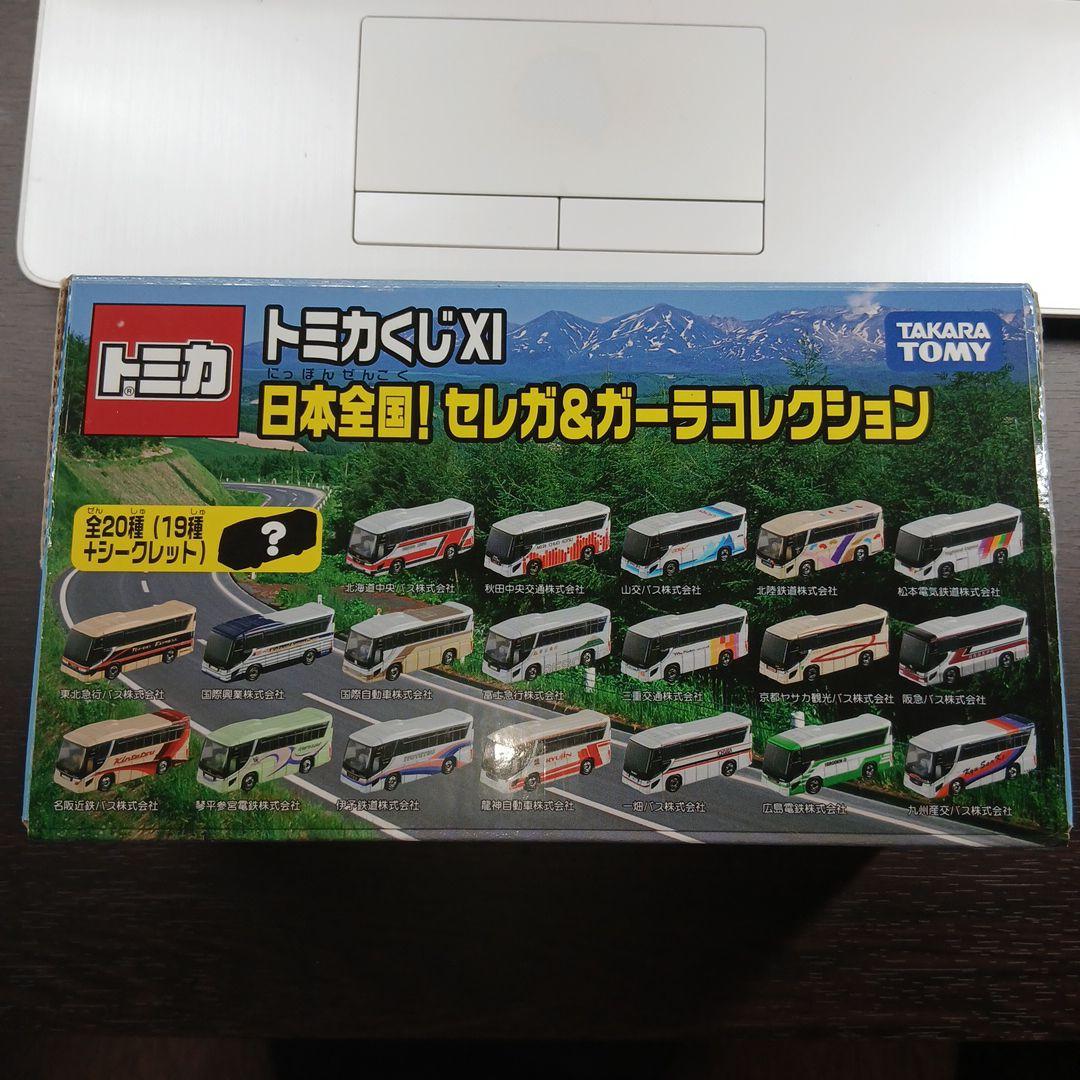 トミカ®
トミカくじXI
にっぽんぜんこく
日本全国!セレガ&ガーラコレクション
TAKARA
TOMY
ぜん しゅ しゅ
全20種(19種
+シークレット)
?
北海道中央バス株式会社
秋田中央交通株式会社
山交バス株式会社
北陸鉄道株式会社
松本電気鉄道株式会社
東北急行バス株式会社
国際興業株式会社
国際自動車株式会社
富士急行株式会社
三重交通株式会社
京都ヤサカ観光バス株式会社
阪急バス株式会社
Kintetsu
RYUJIN
Kyu SanKo
名阪近鉄バス株式会社
琴平参宮電鉄株式会社
伊予鉄道株式会社
龍神自動車株式会社
一畑バス株式会社
広島電鉄株式会社
九州産交バス株式会社